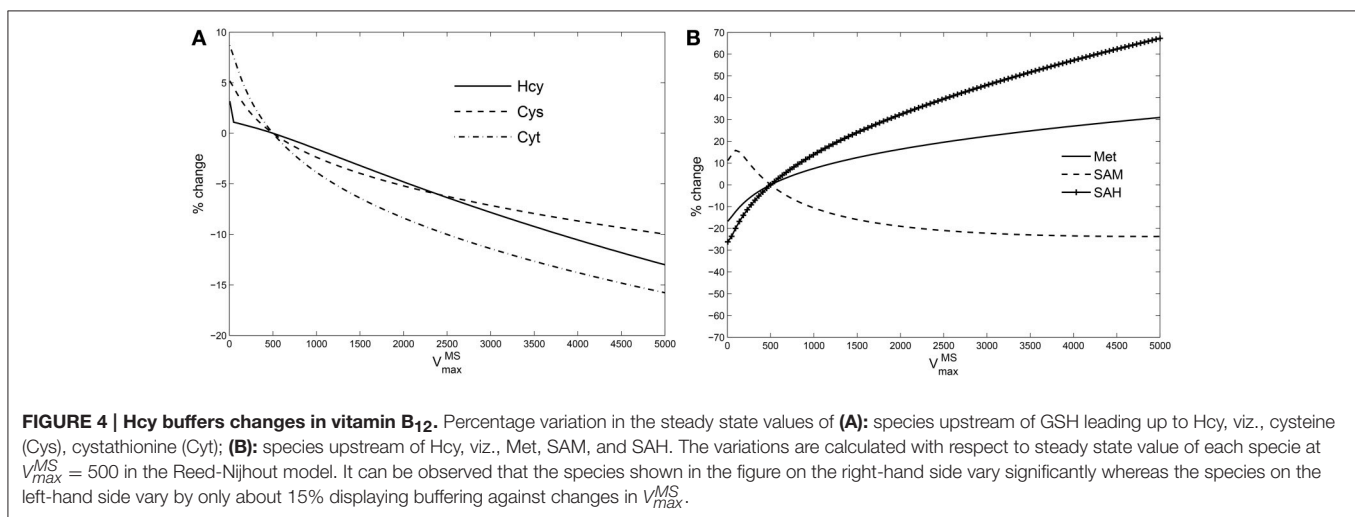 A
10
5
0
−5
−10
−15
−20
% change
Hcy
Cys
Cyt
0 500 1000 1500 2000 2500 3000 3500 4000 4500 5000
V_max^MS
B
70
60
50
40
30
20
10
0
−10
−20
−30
−40
−50
−60
−70
% change
Met
SAM
SAH
0 500 1000 1500 2000 2500 3000 3500 4000 4500 5000
V_max^MS
FIGURE 4 | Hcy buffers changes in vitamin B12. Percentage variation in the steady state values of (A): species upstream of GSH leading up to Hcy, viz., cysteine
(Cys), cystathionine (Cyt); (B): species upstream of Hcy, viz., Met, SAM, and SAH. The variations are calculated with respect to steady state value of each specie at
V_max^MS = 500 in the Reed-Nijhout model. It can be observed that the species shown in the figure on the right-hand side vary significantly whereas the species on the
left-hand side vary by only about 15% displaying buffering against changes in V_max^MS.